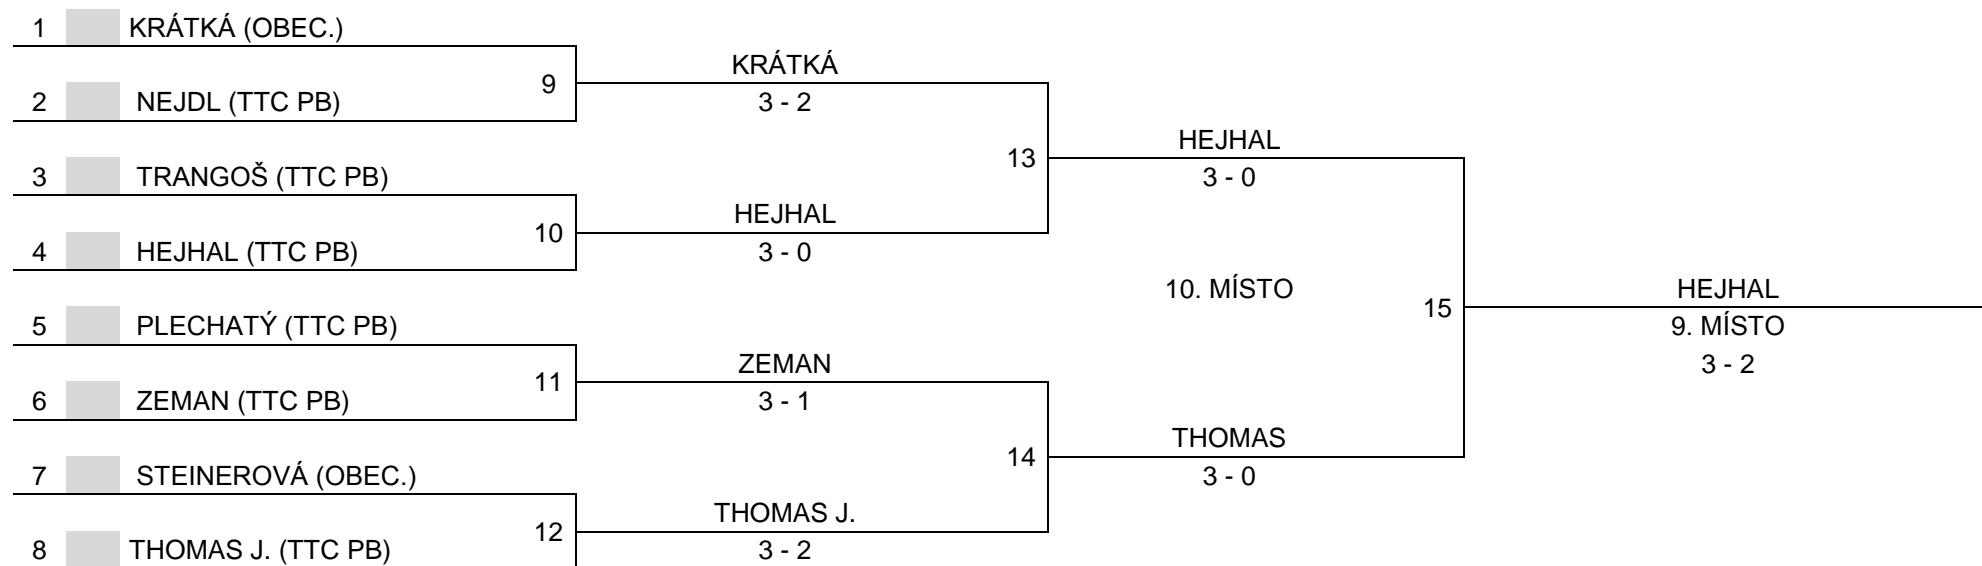 1 KRÁTKÁ (OBEC.)
KRÁTKÁ
9
2 NEJDL (TTC PB)
3 - 2
HEJHAL
13
3 TRANGOŠ (TTC PB)
3 - 0
HEJHAL
10
4 HEJHAL (TTC PB)
3 - 0
10. MÍSTO
HEJHAL
15
5 PLECHATÝ (TTC PB)
9. MÍSTO
ZEMAN
3 - 2
11
6 ZEMAN (TTC PB)
3 - 1
THOMAS
14
7 STEINEROVÁ (OBEC.)
3 - 0
THOMAS J.
12
8 THOMAS J. (TTC PB)
3 - 2